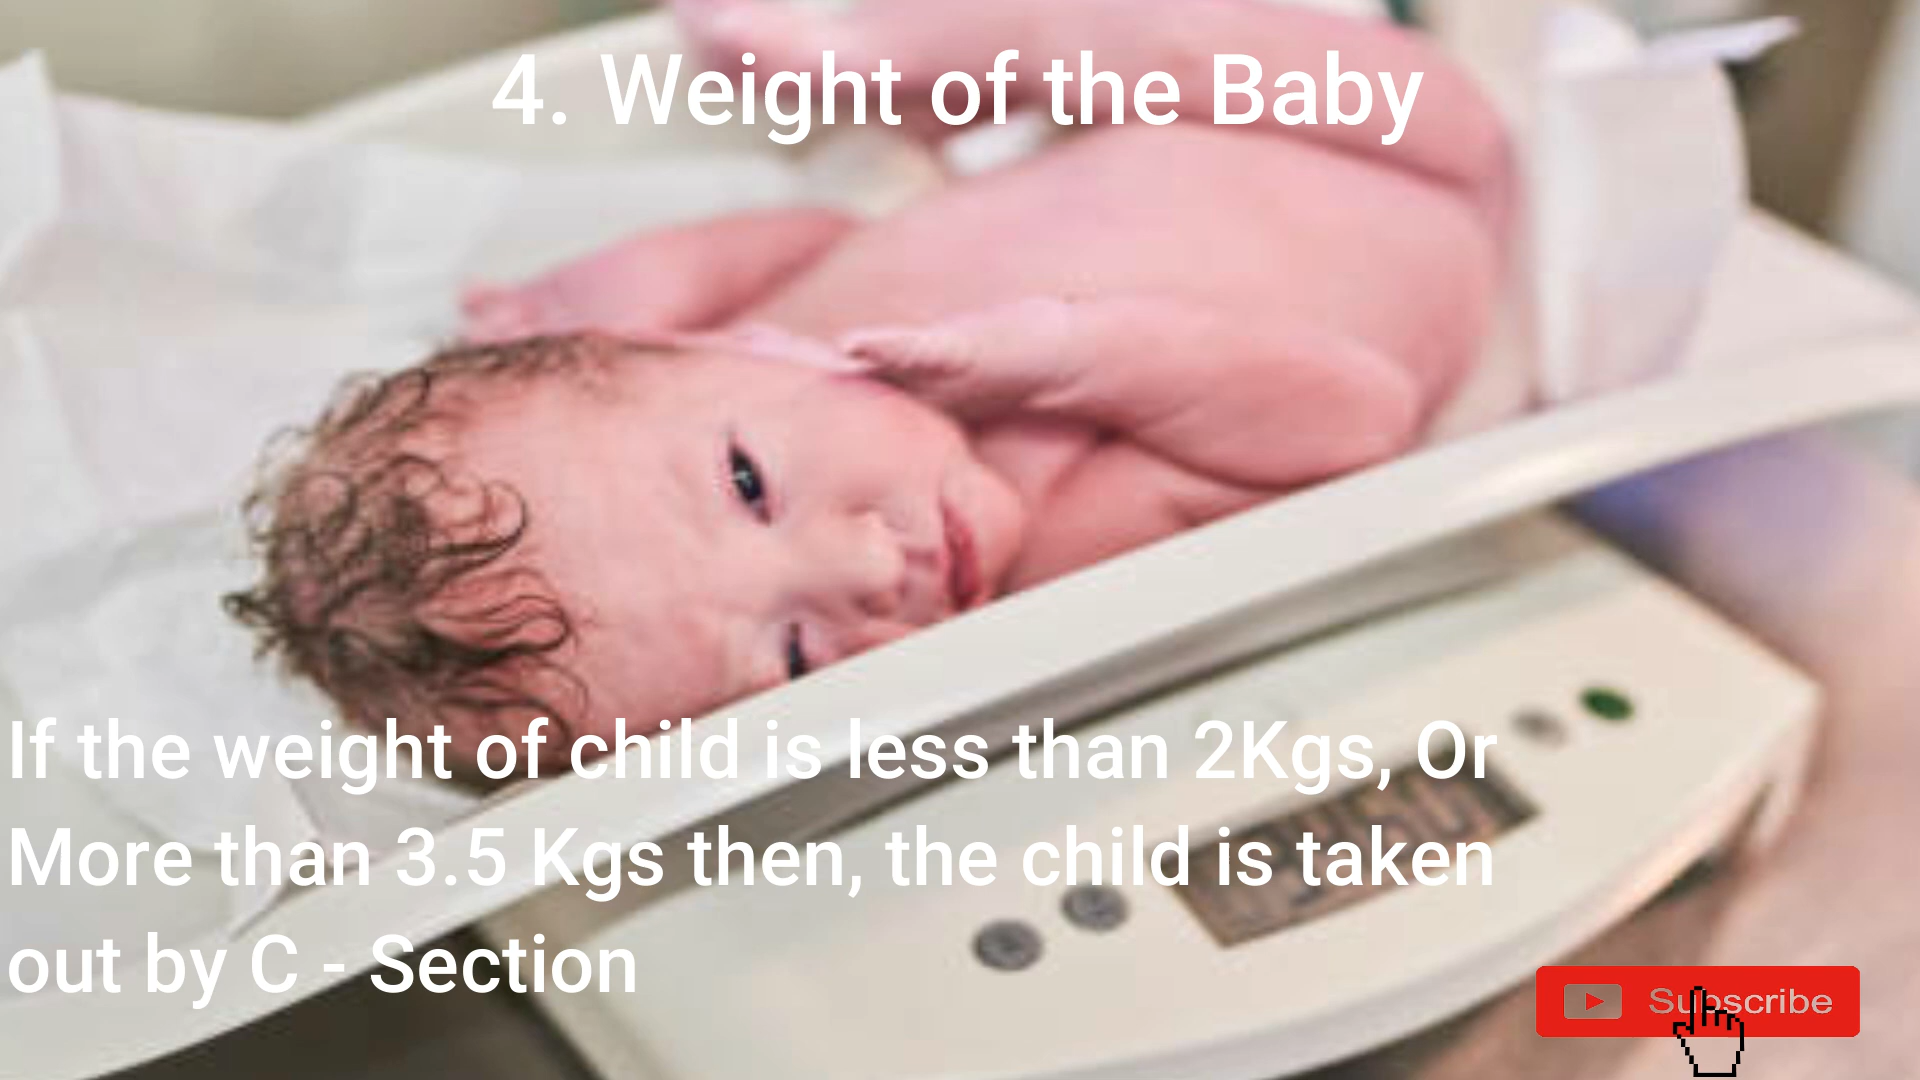 4. Weight of the Baby
If the weight of child is less than 2Kgs, Or
More than 3.5 Kgs then, the child is taken
out by C - Section
Subscribe